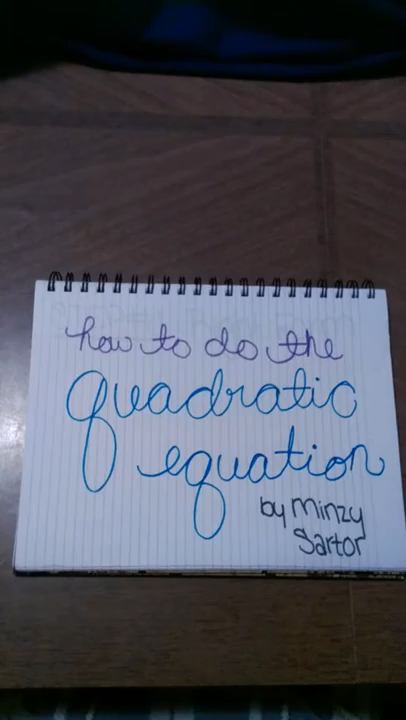 how to do the
quadratic
equation
by Minzy
Sartor